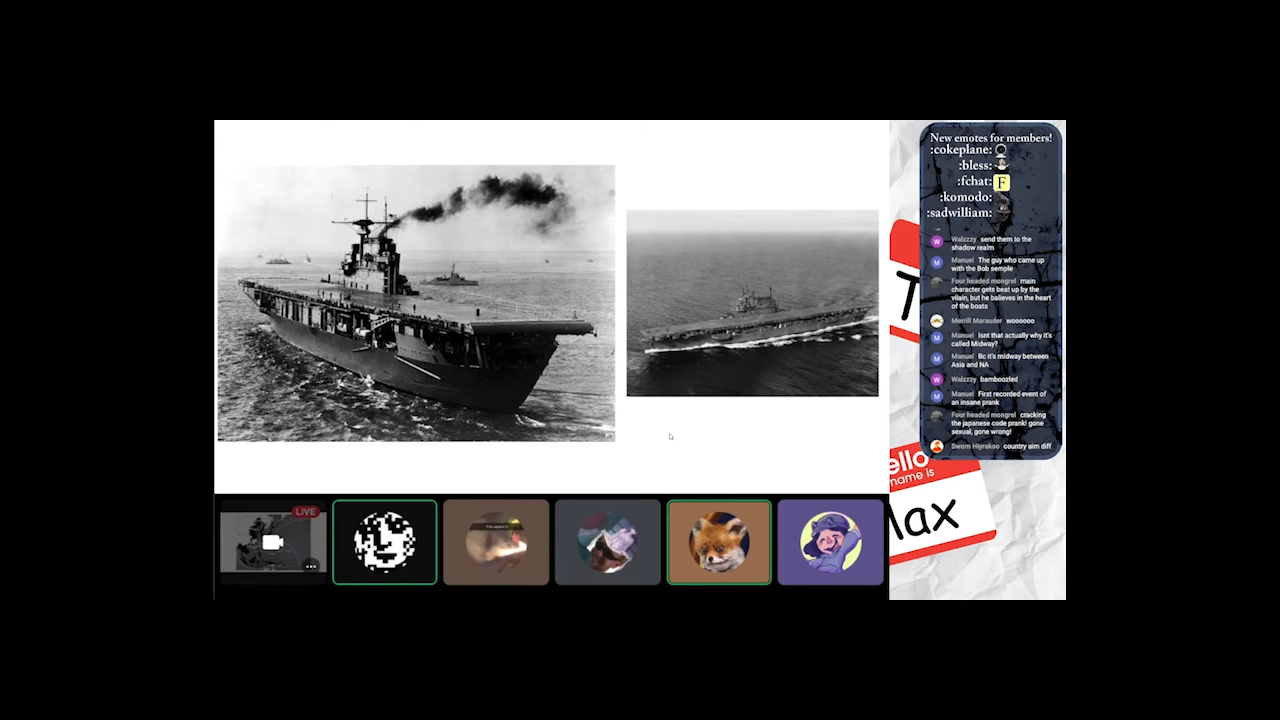 New emotes for members!
:cokeplane:
:bless:
:fchat: F
:komodo:
:sadwilliam:
W Walzzzy send them to the
shadow realm
M Manuel The guy who came up
with the Bob semple
Four headed mongrel main
character gets beat up by the
vilain, but he balieves in the heart
of the boats
Merrill Marauder woooooo
M Manuel Isnt that actually why it's
called Midway?
M Manuel Bc it's midway between
Asia and NA
W Walzzzy bamboozled
M Manuel First recorded event of
an insane prank
Four headed mongrel cracking
the japanese code prank! gone
sexual, gone wrong!
Sworn Hiyrakoo country aim diff
ello
name is
Max
LIVE